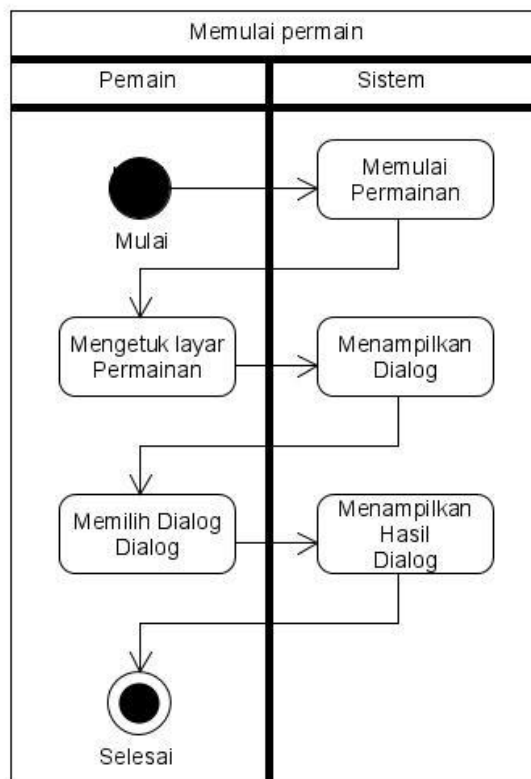 Memulai permain
Pemain
Sistem
Memulai
Permainan
Mulai
Mengetuk layar
Permainan
Menampilkan
Dialog
Memilih Dialog
Dialog
Menampilkan
Hasil
Dialog
Selesai